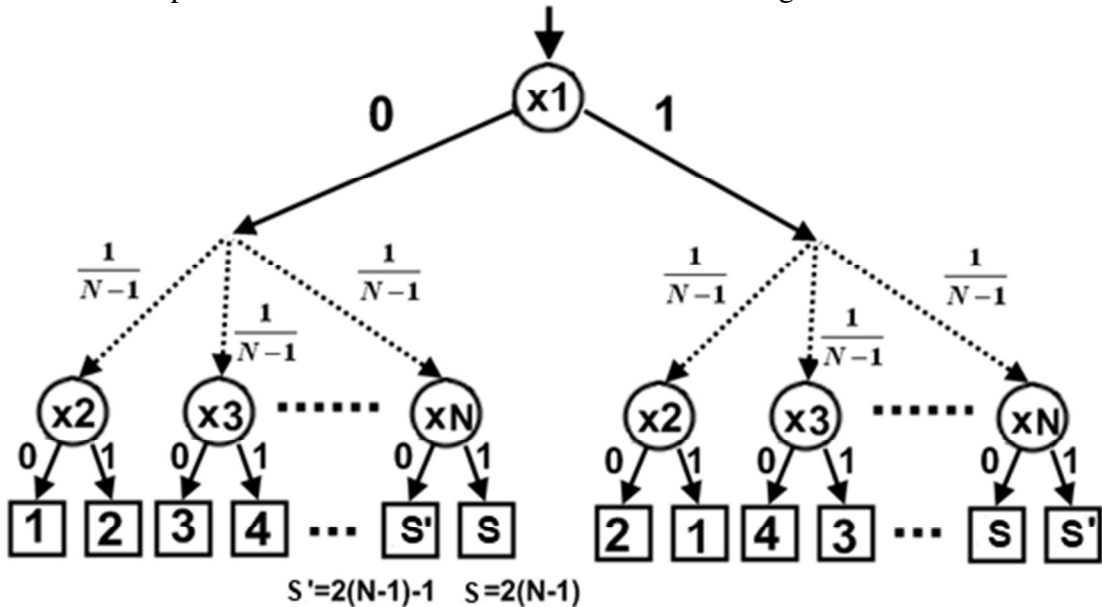 x1
0 1
1/(N−1) 1/(N−1) 1/(N−1) 1/(N−1)
1/(N−1) 1/(N−1)
x2 x3 ...... xN x2 x3 ...... xN
0 1 0 1 0 1 0 1 0 1 0 1
1 2 3 4 ... S' S 2 1 4 3 ... S S'
S'=2(N-1)-1 S=2(N-1)